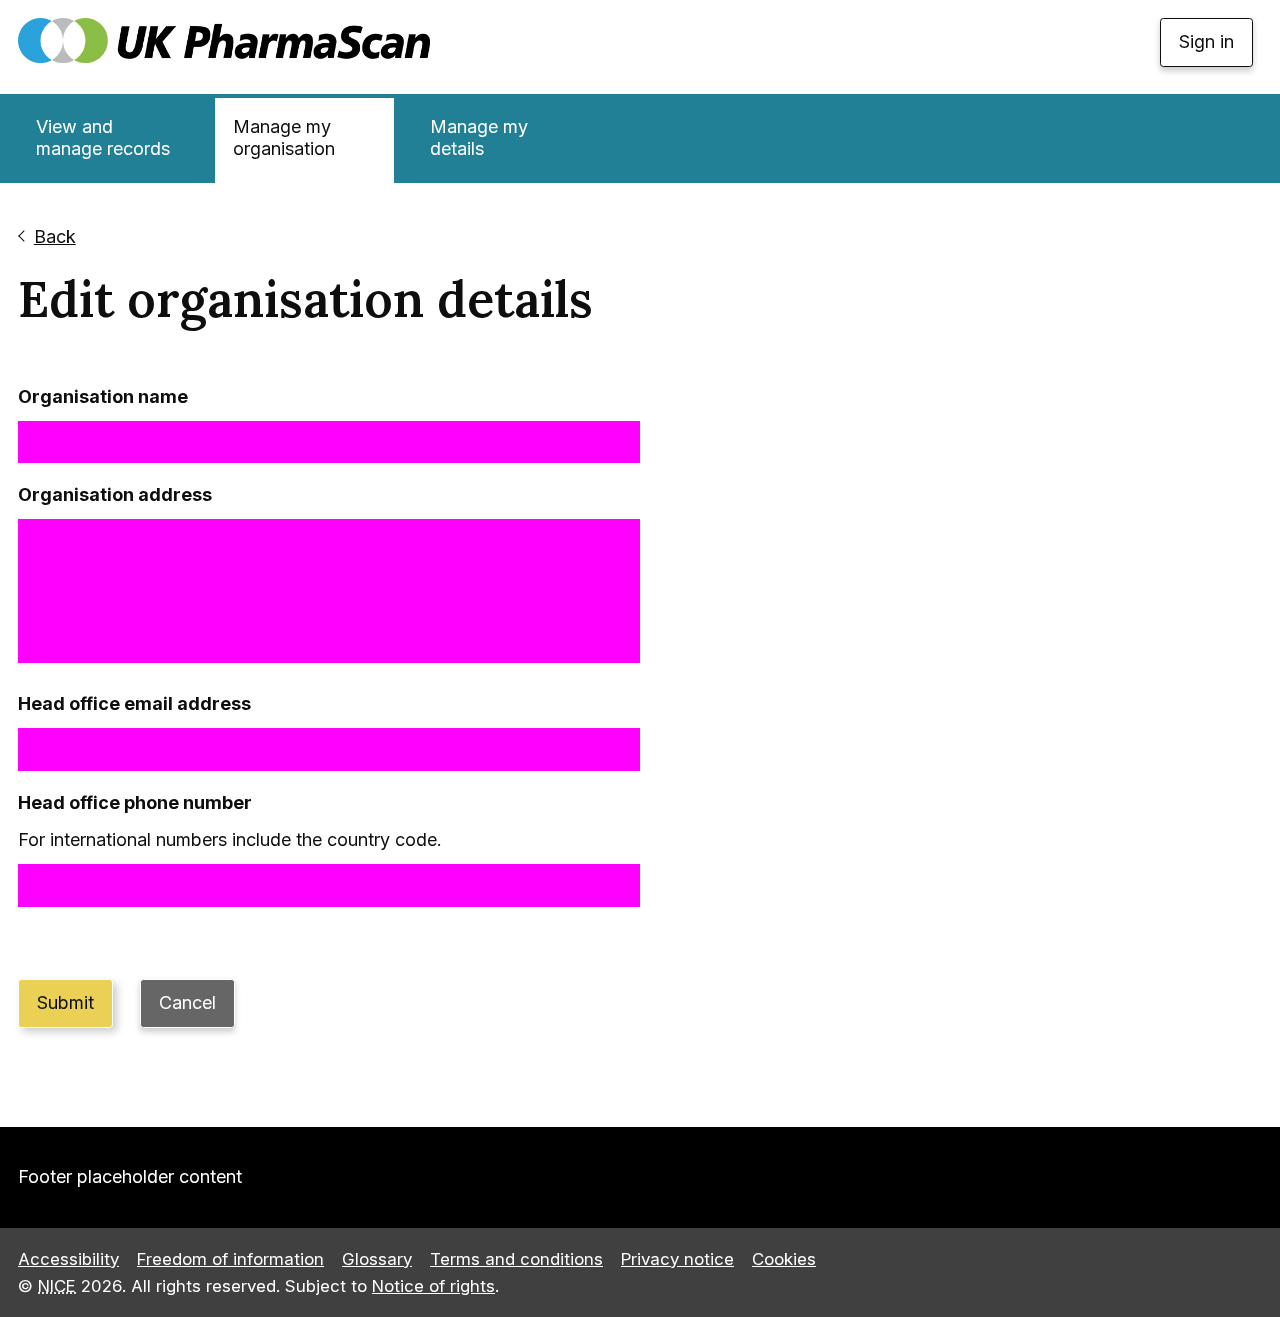 UK PharmaScan
Sign in
View and
manage records
Manage my
organisation
Manage my
details
Back
Edit organisation details
Organisation name
Organisation address
Head office email address
Head office phone number
For international numbers include the country code.
Submit
Cancel
Footer placeholder content
Accessibility Freedom of information Glossary Terms and conditions Privacy notice Cookies
© NICE 2026. All rights reserved. Subject to Notice of rights.